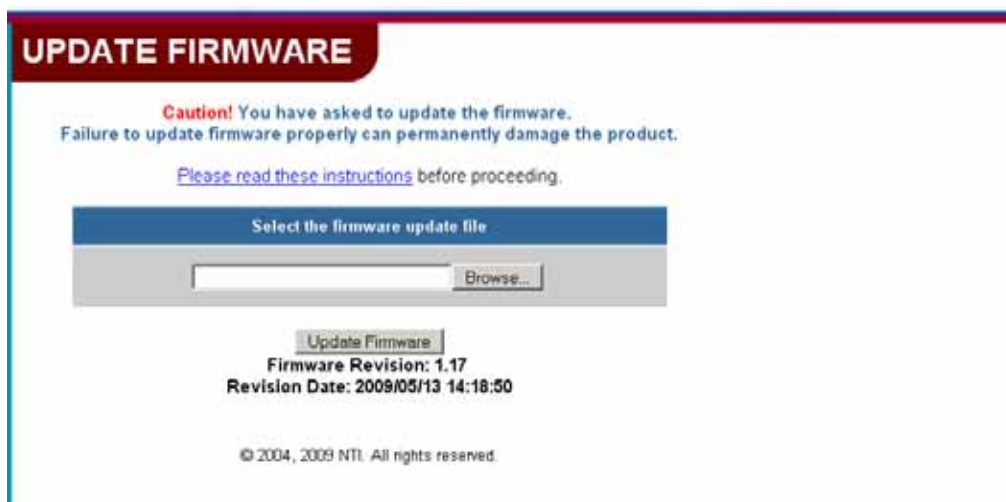 UPDATE FIRMWARE
Caution! You have asked to update the firmware.
Failure to update firmware properly can permanently damage the product.
Please read these instructions before proceeding.
Select the firmware update file
Browse...
Update Firmware
Firmware Revision: 1.17
Revision Date: 2009/05/13 14:18:50
© 2004, 2009 NTI. All rights reserved.